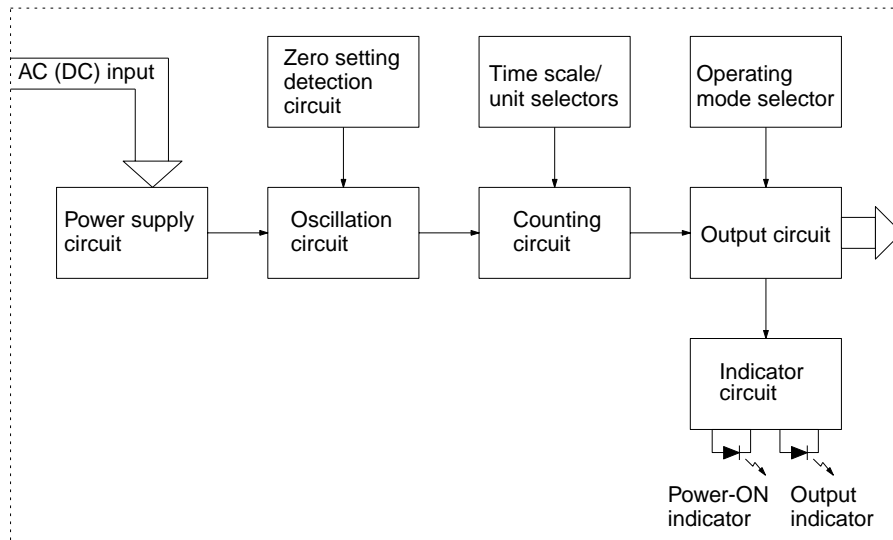 AC (DC) input
Zero setting
detection
circuit
Time scale/
unit selectors
Operating
mode selector
Power supply
circuit
Oscillation
circuit
Counting
circuit
Output circuit
Indicator
circuit
Power-ON
indicator
Output
indicator